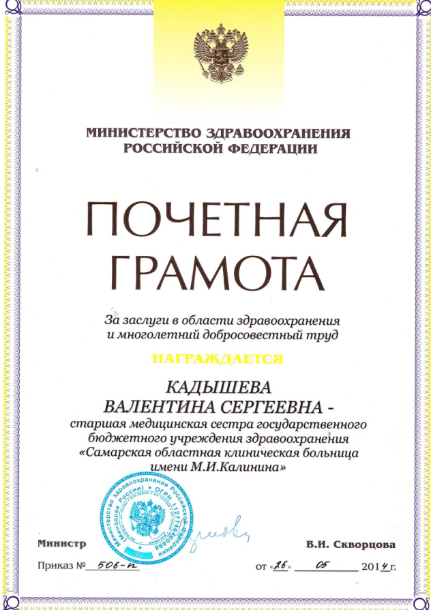 МИНИСТЕРСТВО ЗДРАВООХРАНЕНИЯ
РОССИЙСКОЙ ФЕДЕРАЦИИ
ПОЧЕТНАЯ
ГРАМОТА
За заслуги в области здравоохранения
и многолетний добросовестный труд
НАГРАЖДАЕТСЯ
КАДЫШЕВА
ВАЛЕНТИНА СЕРГЕЕВНА -
старшая медицинская сестра государственного
бюджетного учреждения здравоохранения
«Самарская областная клиническая больница
имени М.И.Калинина»
Министр В.И. Скворцова
Приказ № 506-п от «26» 05 2014 г.